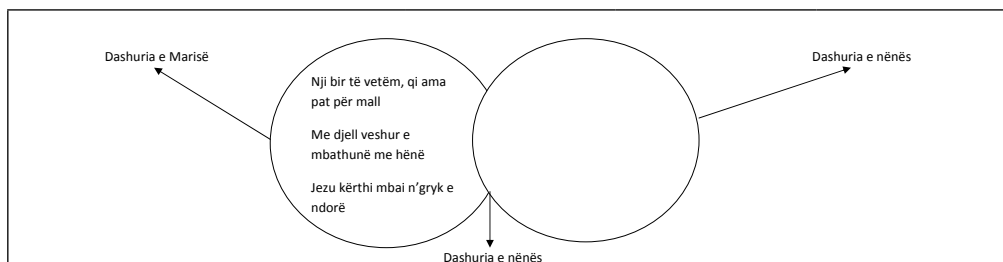 Dashuria e Marisë
Dashuria e nënës
Nji bir të vetëm, qi ama
pat për mall
Me djell veshur e
mbathunë me hënë
Jezu kërthi mbai n’gryk e
ndorë
Dashuria e nënës